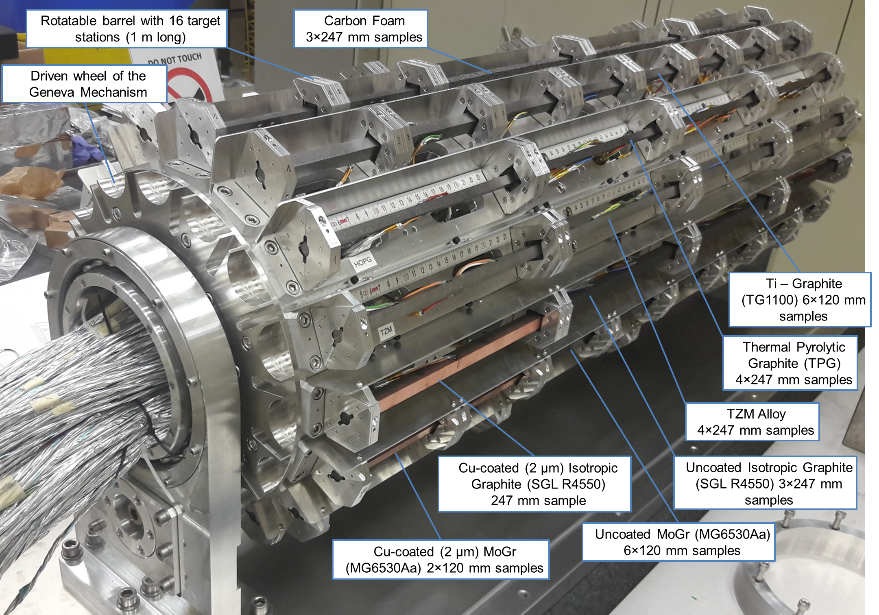 Rotatable barrel with 16 target
stations (1 m long)
Carbon Foam
3×247 mm samples
DO NOT TOUCH
Driven wheel of the
Geneva Mechanism
HOPG
TZM
Ti – Graphite
(TG1100) 6×120 mm
samples
Thermal Pyrolytic
Graphite (TPG)
4×247 mm samples
TZM Alloy
4×247 mm samples
Cu-coated (2 µm) Isotropic
Graphite (SGL R4550)
247 mm sample
Uncoated Isotropic Graphite
(SGL R4550) 3×247 mm
samples
Cu-coated (2 µm) MoGr
(MG6530Aa) 2×120 mm samples
Uncoated MoGr (MG6530Aa)
6×120 mm samples